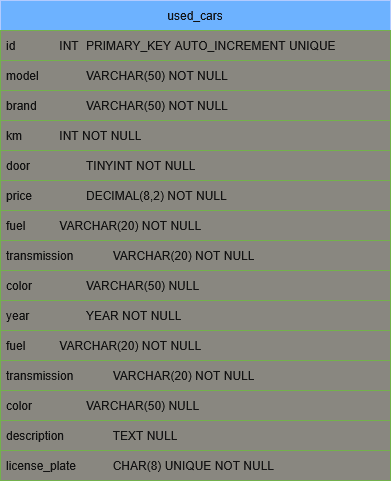 used_cars
id INT PRIMARY_KEY AUTO_INCREMENT UNIQUE
model VARCHAR(50) NOT NULL
brand VARCHAR(50) NOT NULL
km INT NOT NULL
door TINYINT NOT NULL
price DECIMAL(8,2) NOT NULL
fuel VARCHAR(20) NOT NULL
transmission VARCHAR(20) NOT NULL
color VARCHAR(50) NULL
year YEAR NOT NULL
fuel VARCHAR(20) NOT NULL
transmission VARCHAR(20) NOT NULL
color VARCHAR(50) NULL
description TEXT NULL
license_plate CHAR(8) UNIQUE NOT NULL